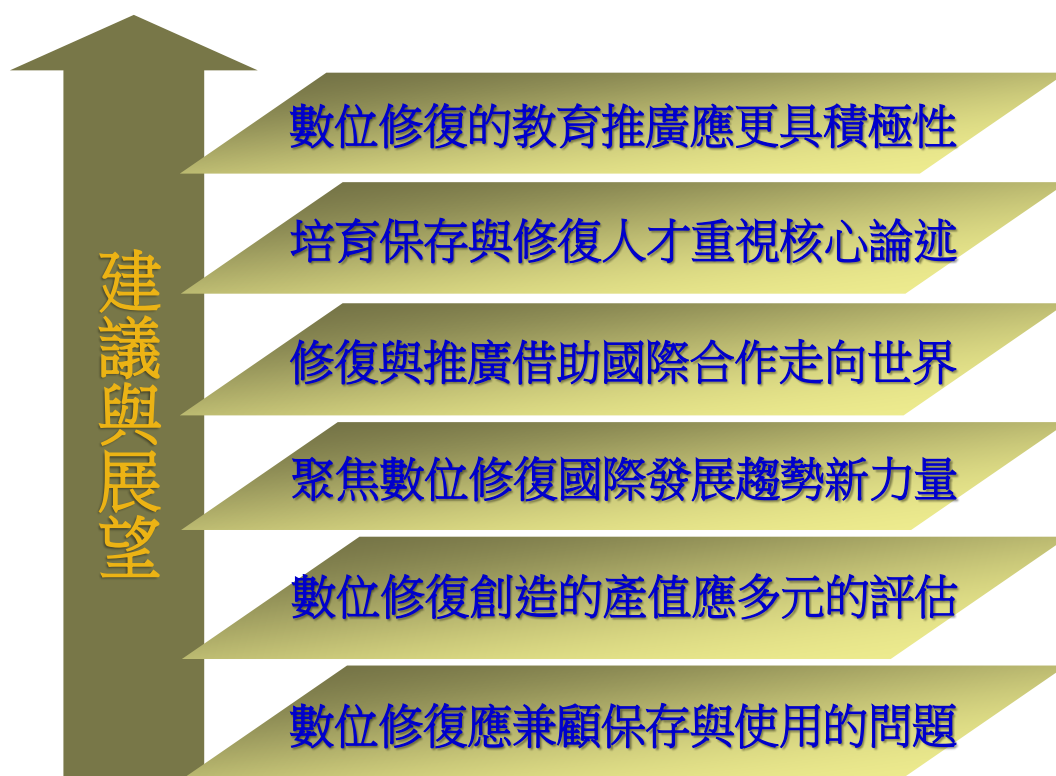 建議與展望
數位修復的教育推廣應更具積極性
培育保存與修復人才重視核心論述
修復與推廣借助國際合作走向世界
聚焦數位修復國際發展趨勢新力量
數位修復創造的產值應多元的評估
數位修復應兼顧保存與使用的問題